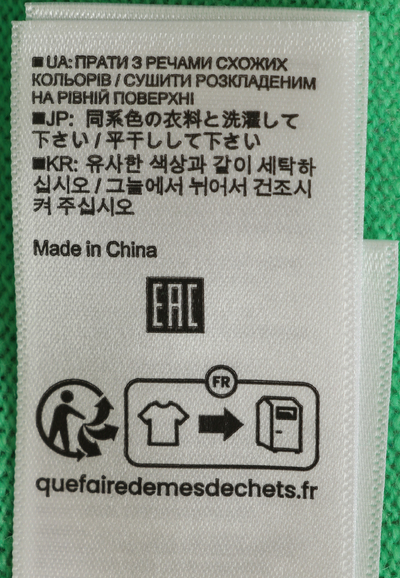 ■UA: ПРАТИ З РЕЧАМИ СХОЖИХ
КОЛЬОРІВ / СУШИТИ РОЗКЛАДЕНИМ
НА РІВНІЙ ПОВЕРХНІ
■JP: 同系色の衣料と洗濯して
下さい / 平干しして下さい
■KR: 유사한 색상과 같이 세탁하
십시오 / 그늘에서 뉘어서 건조시
켜 주십시오
Made in China
EAC
FR
quefairedemesdechets.fr